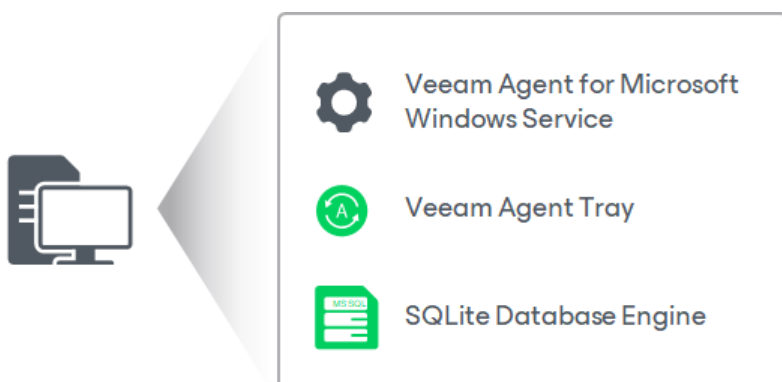 Veeam Agent for Microsoft
Windows Service
A
Veeam Agent Tray
MS SQL
SQLite Database Engine